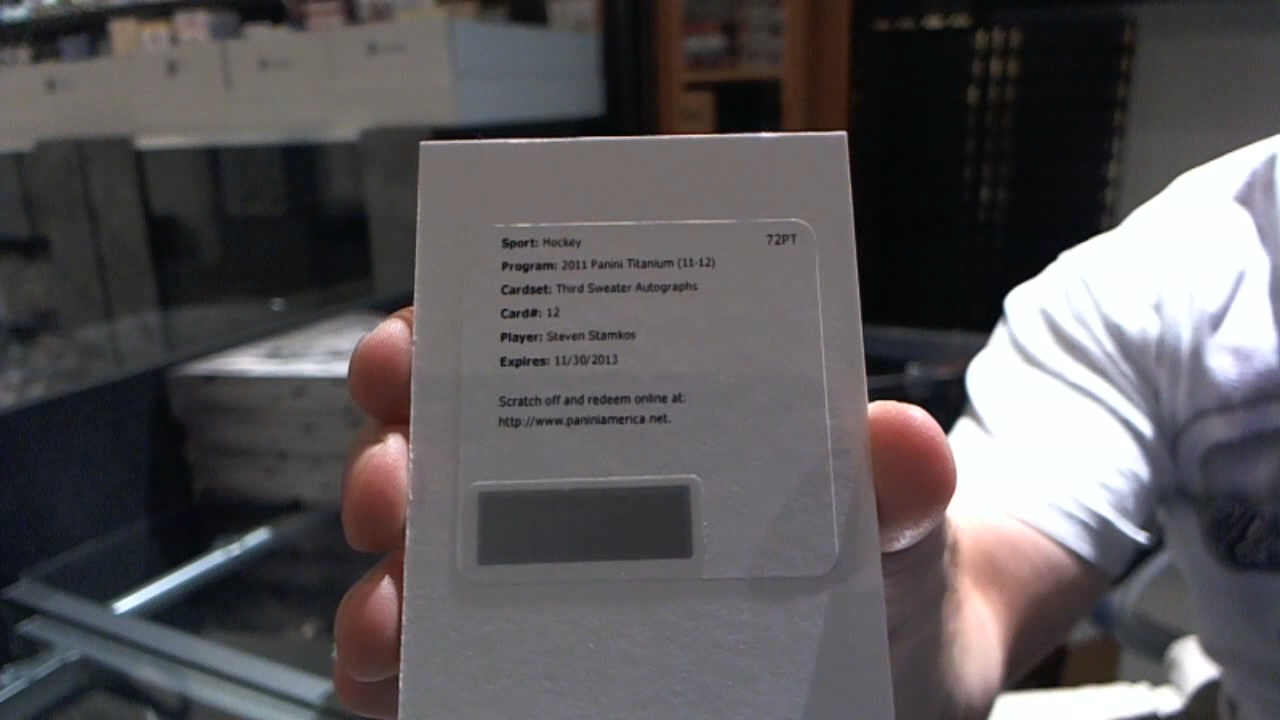 Sport: Hockey 72PT
Program: 2011 Panini Titanium (11-12)
Cardset: Third Sweater Autographs
Card#: 12
Player: Steven Stamkos
Expires: 11/30/2013
Scratch off and redeem online at:
http://www.paniniamerica.net.